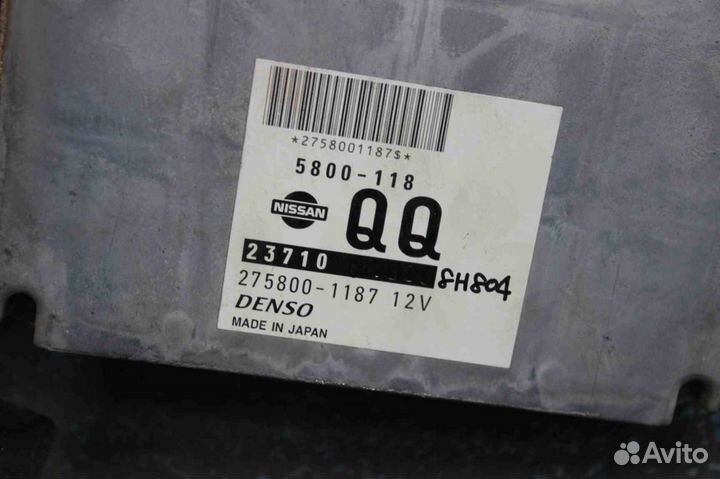 *2758001187$*
5800-118
NISSAN QQ
23710 8H804
275800-1187 12V
DENSO
MADE IN JAPAN
Avito